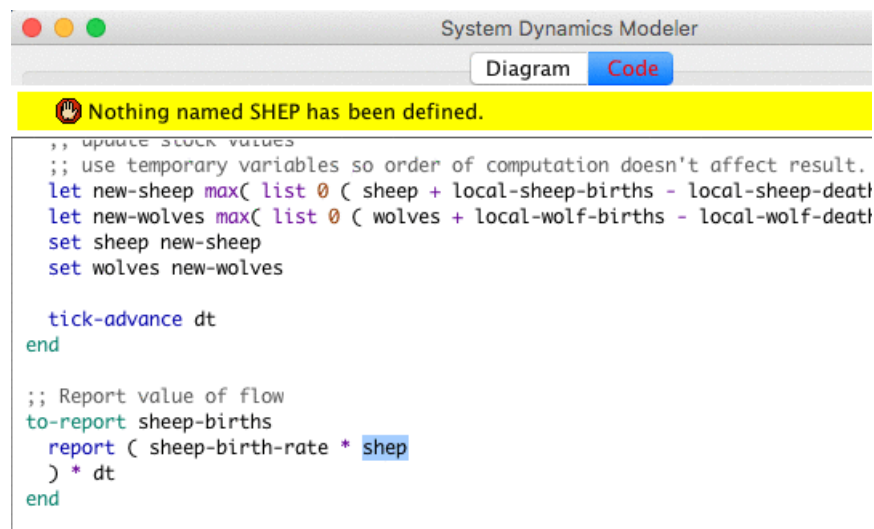 System Dynamics Modeler
Diagram Code
Nothing named SHEP has been defined.
;; update stock values
;; use temporary variables so order of computation doesn't affect result.
let new-sheep max( list 0 ( sheep + local-sheep-births - local-sheep-death
let new-wolves max( list 0 ( wolves + local-wolf-births - local-wolf-death
set sheep new-sheep
set wolves new-wolves
tick-advance dt
end
;; Report value of flow
to-report sheep-births
report ( sheep-birth-rate * shep
) * dt
end